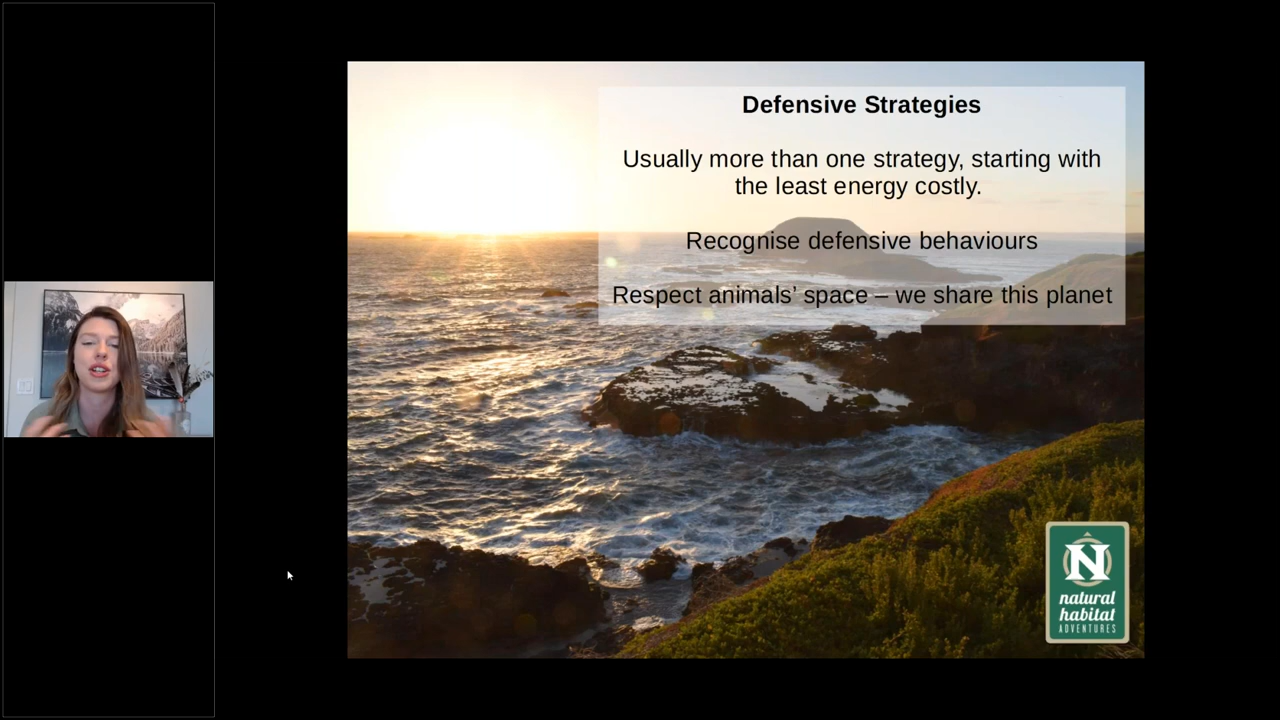 Defensive Strategies
Usually more than one strategy, starting with
the least energy costly.
Recognise defensive behaviours
Respect animals’ space – we share this planet
N
natural
habitat
ADVENTURES